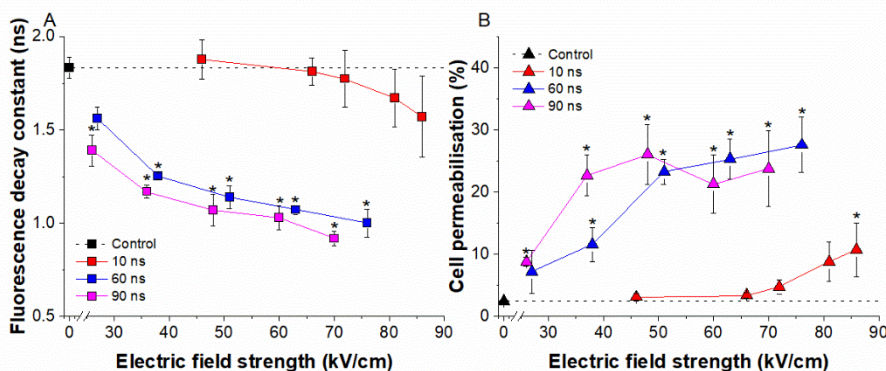 A
Fluorescence decay constant (ns)
2.0
1.5
1.0
0.5
* * * * * * * * *
Control
10 ns
60 ns
90 ns
0 30 40 50 60 70 80 90
Electric field strength (kV/cm)
B
Cell permeabilisation (%)
40
30
20
10
0
Control
10 ns
60 ns
90 ns
* * * * * * * * * *
0 30 40 50 60 70 80 90
Electric field strength (kV/cm)